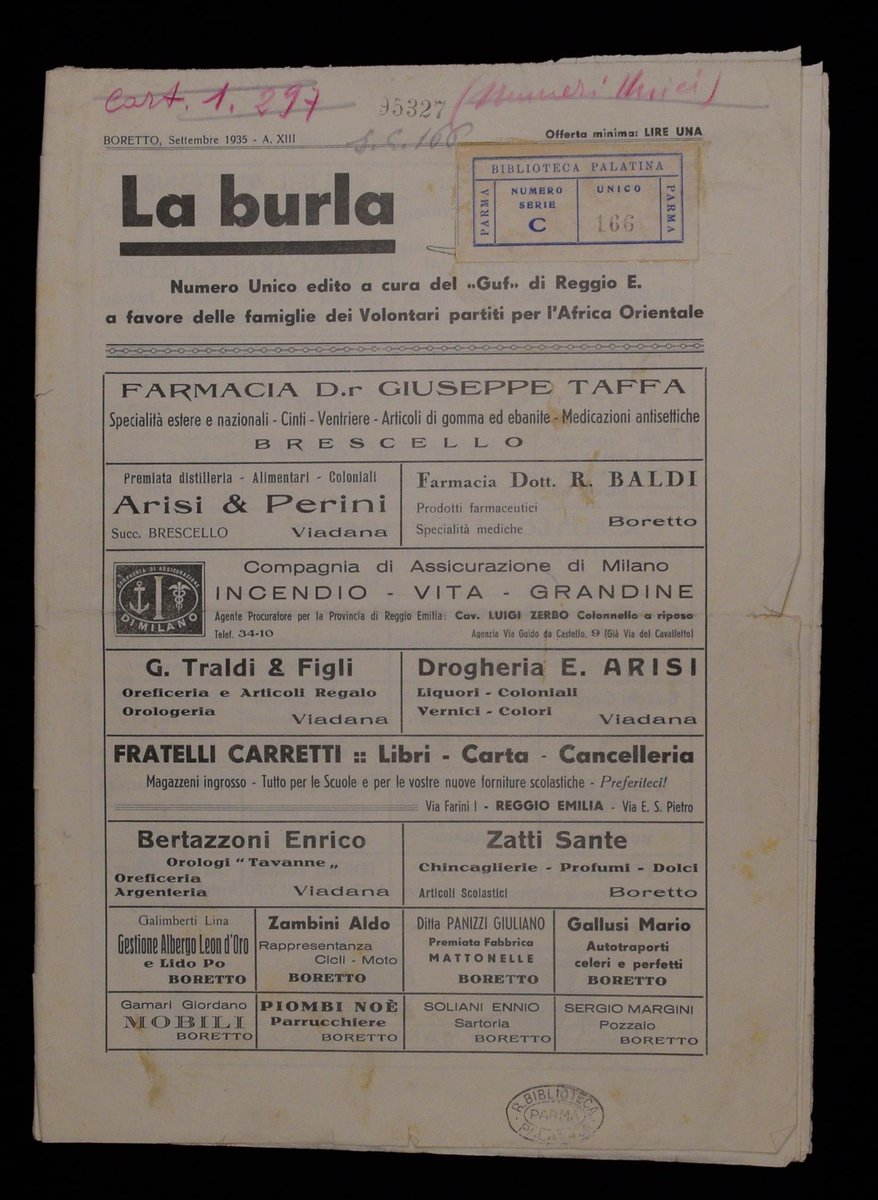 Cart. 1. 297
95327
(Numeri Unici)
S.C. 166
BORETTO, Settembre 1935 - A. XIII
Offerta minima: LIRE UNA
BIBLIOTECA PALATINA
PARMA
NUMERO
SERIE
C
UNICO
166
PARMA
La burla
Numero Unico edito a cura del «Guf» di Reggio E.
a favore delle famiglie dei Volontari partiti per l'Africa Orientale
FARMACIA D.r GIUSEPPE TAFFA
Specialità estere e nazionali - Cinti - Ventriere - Articoli di gomma ed ebanite - Medicazioni antisettiche
BRESCELLO
Premiata distilleria - Alimentari - Coloniali
Arisi & Perini
Succ. BRESCELLO Viadana
Farmacia Dott. R. BALDI
Prodotti farmaceutici
Specialità mediche
Boretto
COMPAGNIA DI ASSICURAZIONE
DI MILANO
Compagnia di Assicurazione di Milano
INCENDIO - VITA - GRANDINE
Agente Procuratore per la Provincia di Reggio Emilia: Cav. LUIGI ZERBO Colonnello a riposo
Telef. 34-10 Agenzia Via Guido da Castello, 9 (Già Via del Cavalletto)
G. Traldi & Figli
Oreficeria e Articoli Regalo
Orologeria
Viadana
Drogheria E. ARISI
Liquori - Coloniali
Vernici - Colori
Viadana
FRATELLI CARRETTI :: Libri - Carta - Cancelleria
Magazzeni ingrosso - Tutto per le Scuole e per le vostre nuove forniture scolastiche - Preferiteci!
Via Farini I - REGGIO EMILIA - Via E. S. Pietro
Bertazzoni Enrico
Orologi "Tavanne„
Oreficeria
Argenteria Viadana
Zatti Sante
Chincaglierie - Profumi - Dolci
Articoli Scolastici Boretto
Galimberti Lina
Gestione Albergo Leon d'Oro
e Lido Po
BORETTO
Zambini Aldo
Rappresentanza
Cicli - Moto
BORETTO
Ditta PANIZZI GIULIANO
Premiata Fabbrica
MATTONELLE
BORETTO
Gallusi Mario
Autotraporti
celeri e perfetti
BORETTO
Gamari Giordano
MOBILI
BORETTO
PIOMBI NOÈ
Parrucchiere
BORETTO
SOLIANI ENNIO
Sartoria
BORETTO
SERGIO MARGINI
Pozzaio
BORETTO
R. BIBLIOTECA
PARMA